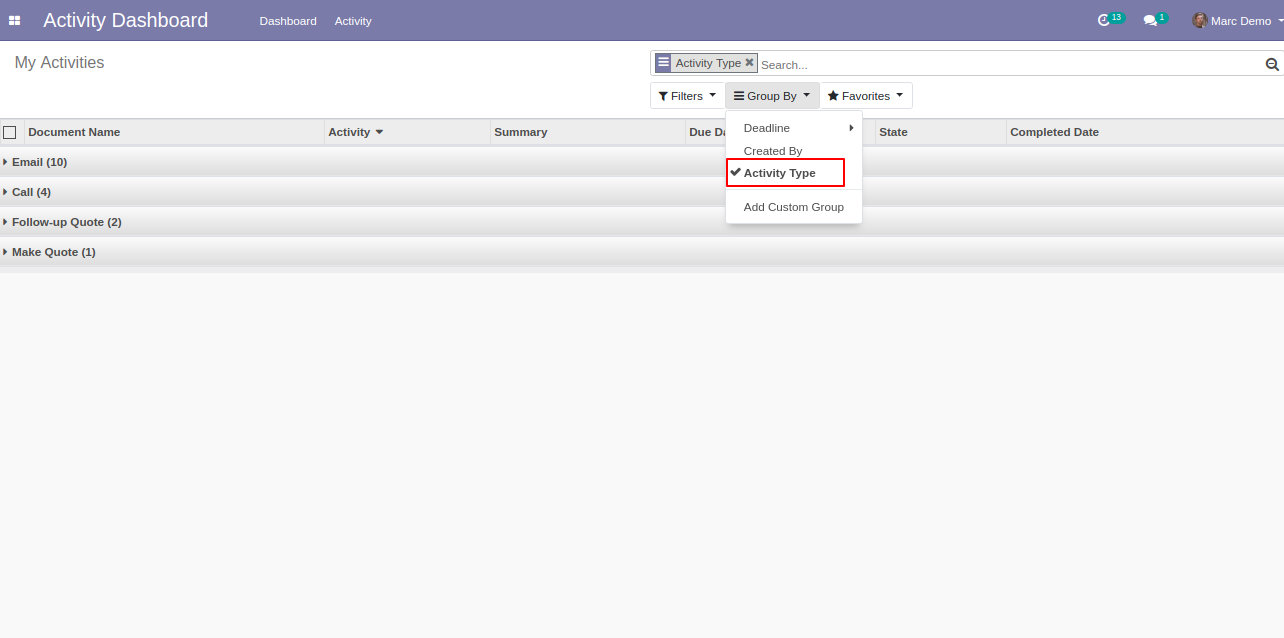 Activity Dashboard Dashboard Activity 13 1 Marc Demo
My Activities
Activity Type Search...
Filters Group By Favorites
Document Name Activity Summary Due State Completed Date
Deadline
Created By
Activity Type
Add Custom Group
Email (10)
Call (4)
Follow-up Quote (2)
Make Quote (1)